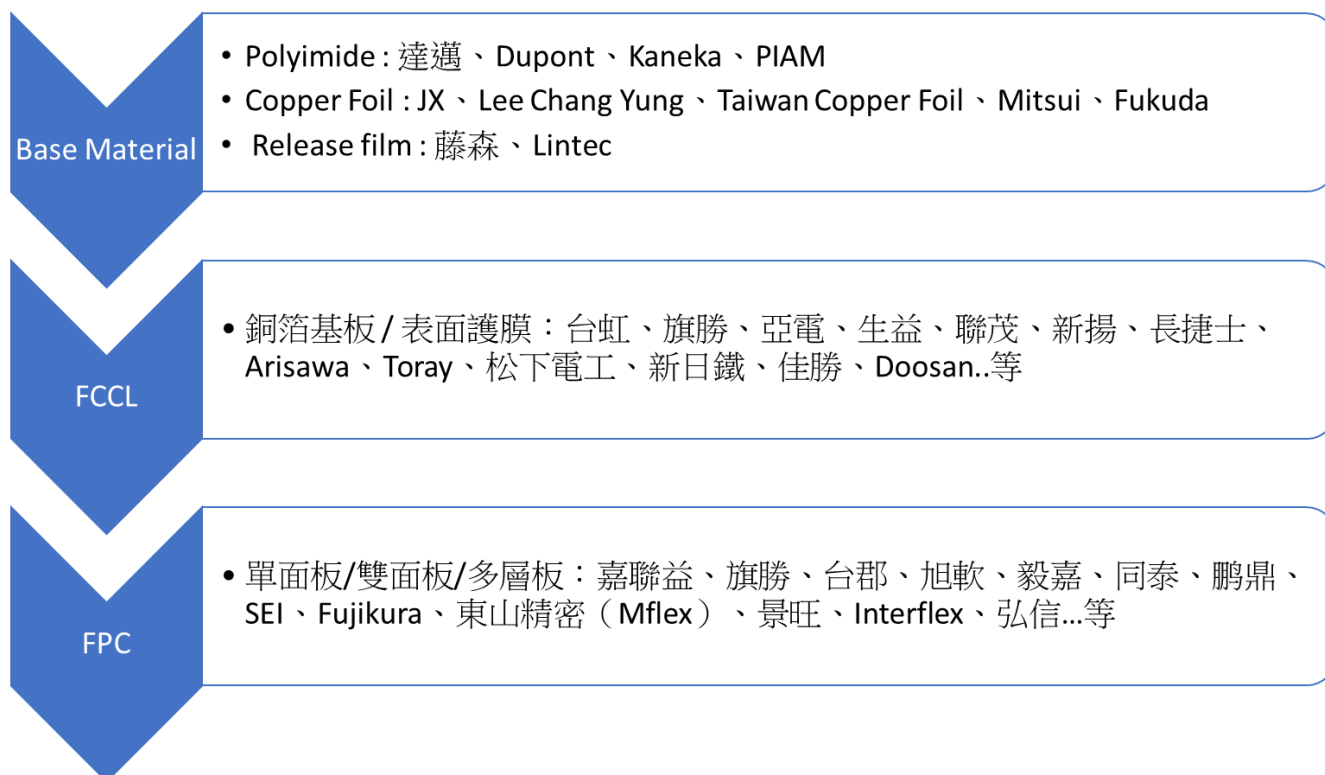 Base Material
• Polyimide : 達邁、Dupont、Kaneka、PIAM
• Copper Foil : JX、Lee Chang Yung、Taiwan Copper Foil、Mitsui、Fukuda
• Release film : 藤森、Lintec
FCCL
• 銅箔基板 / 表面護膜：台虹、旗勝、亞電、生益、聯茂、新揚、長捷士、
Arisawa、Toray、松下電工、新日鐵、佳勝、Doosan..等
FPC
• 單面板/雙面板/多層板：嘉聯益、旗勝、台郡、旭軟、毅嘉、同泰、鹏鼎、
SEI、Fujikura、東山精密（Mflex）、景旺、Interflex、弘信...等